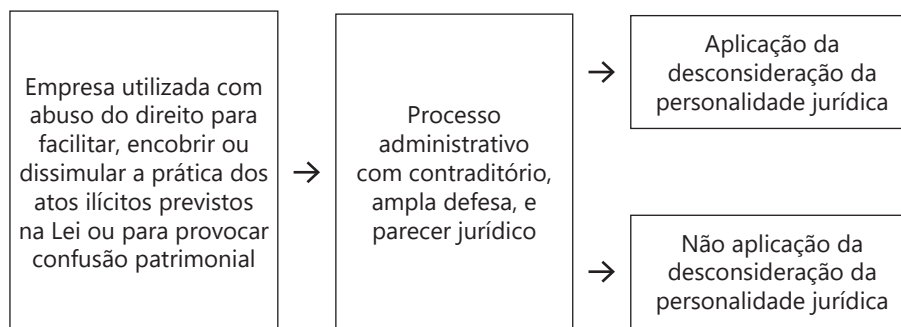 Empresa utilizada com
abuso do direito para
facilitar, encobrir ou
dissimular a prática dos
atos ilícitos previstos
na Lei ou para provocar
confusão patrimonial
Processo
administrativo
com contraditório,
ampla defesa, e
parecer jurídico
Aplicação da
desconsideração da
personalidade jurídica
Não aplicação da
desconsideração da
personalidade jurídica